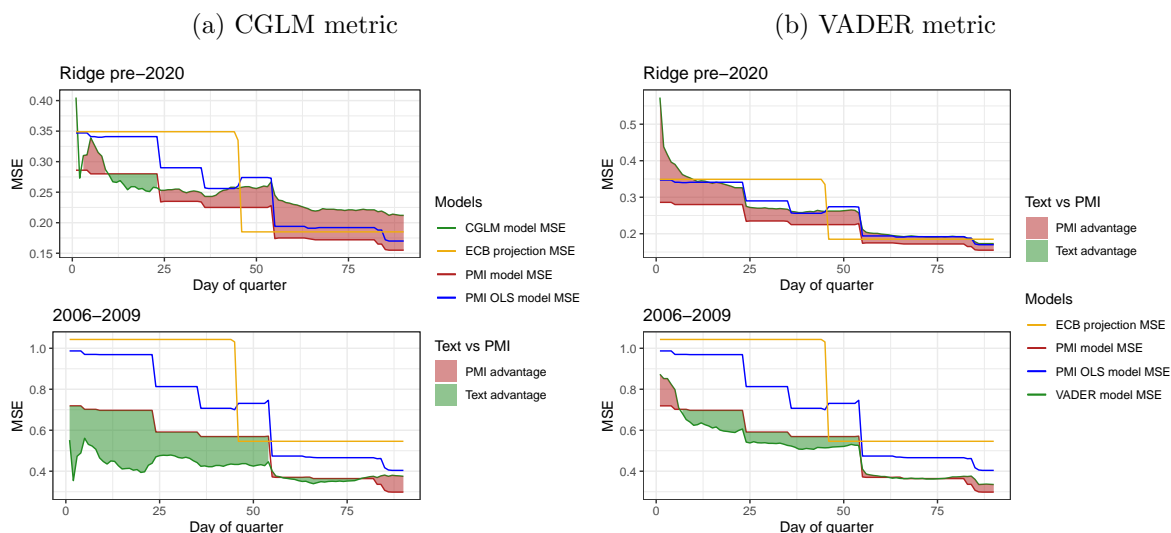 (a) CGLM metric
Ridge pre−2020
0.40
0.35
0.30
0.25
0.20
0.15
MSE
0
25
50
75
Day of quarter
2006−2009
1.0
0.8
0.6
0.4
MSE
0
25
50
75
Day of quarter
Models
CGLM model MSE
ECB projection MSE
PMI model MSE
PMI OLS model MSE
Text vs PMI
PMI advantage
Text advantage
(b) VADER metric
Ridge pre−2020
0.5
0.4
0.3
0.2
MSE
0
25
50
75
Day of quarter
2006−2009
1.0
0.8
0.6
0.4
MSE
0
25
50
75
Day of quarter
Text vs PMI
PMI advantage
Text advantage
Models
ECB projection MSE
PMI model MSE
PMI OLS model MSE
VADER model MSE